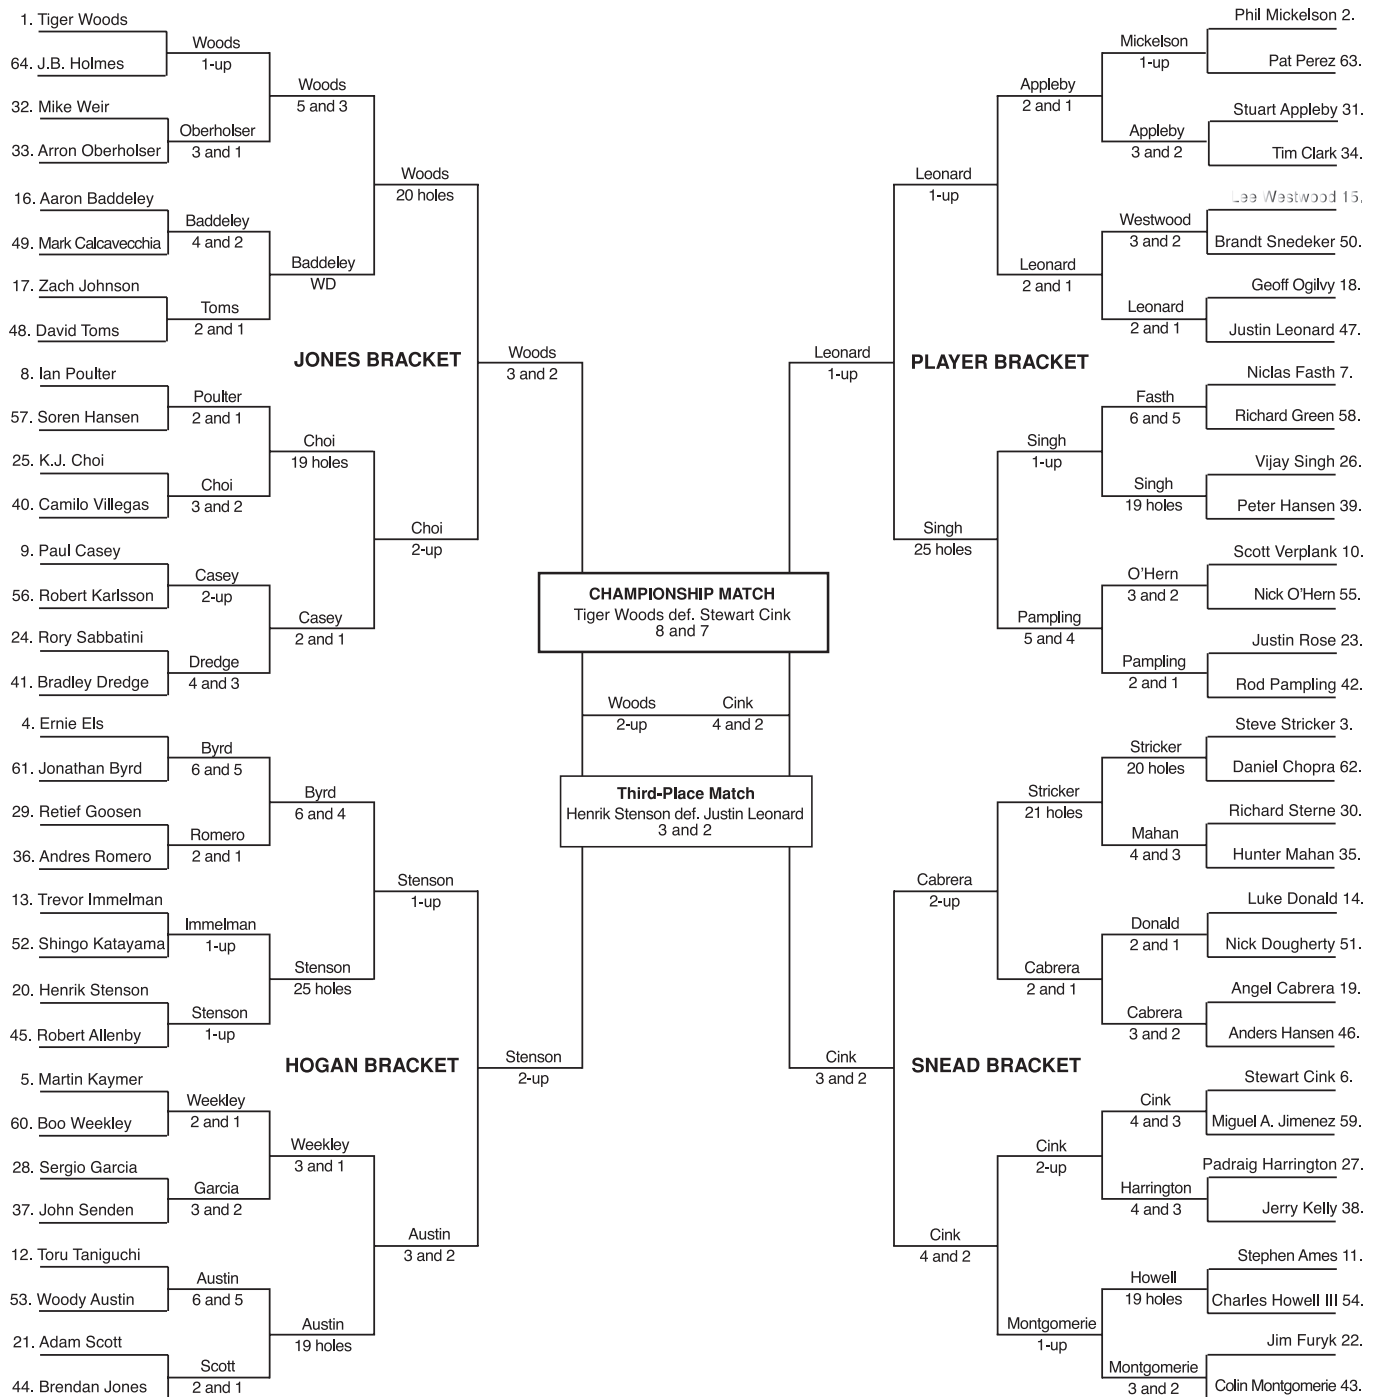 1. Tiger Woods
64. J.B. Holmes
32. Mike Weir
33. Arron Oberholser
16. Aaron Baddeley
49. Mark Calcavecchia
17. Zach Johnson
48. David Toms
8. Ian Poulter
57. Soren Hansen
25. K.J. Choi
40. Camilo Villegas
9. Paul Casey
56. Robert Karlsson
24. Rory Sabbatini
41. Bradley Dredge
4. Ernie Els
61. Jonathan Byrd
29. Retief Goosen
36. Andres Romero
13. Trevor Immelman
52. Shingo Katayama
20. Henrik Stenson
45. Robert Allenby
5. Martin Kaymer
60. Boo Weekley
28. Sergio Garcia
37. John Senden
12. Toru Taniguchi
53. Woody Austin
21. Adam Scott
44. Brendan Jones
Woods
1-up
Oberholser
3 and 1
Baddeley
4 and 2
Toms
2 and 1
Poulter
2 and 1
Choi
3 and 2
Casey
2-up
Dredge
4 and 3
Byrd
6 and 5
Romero
2 and 1
Immelman
1-up
Stenson
1-up
Weekley
2 and 1
Garcia
3 and 2
Austin
6 and 5
Scott
2 and 1
Woods
5 and 3
Baddeley
WD
Choi
19 holes
Casey
2 and 1
Byrd
6 and 4
Stenson
25 holes
Weekley
3 and 1
Austin
19 holes
Woods
20 holes
Choi
2-up
Stenson
1-up
Austin
3 and 2
JONES BRACKET
HOGAN BRACKET
Woods
3 and 2
Stenson
2-up
CHAMPIONSHIP MATCH
Tiger Woods def. Stewart Cink
8 and 7
Woods
2-up
Cink
4 and 2
Third-Place Match
Henrik Stenson def. Justin Leonard
3 and 2
Leonard
1-up
Cink
3 and 2
PLAYER BRACKET
SNEAD BRACKET
Leonard
1-up
Singh
25 holes
Cabrera
2-up
Cink
4 and 2
Appleby
2 and 1
Leonard
2 and 1
Singh
1-up
Pampling
5 and 4
Stricker
21 holes
Cabrera
2 and 1
Cink
2-up
Montgomerie
1-up
Mickelson
1-up
Appleby
3 and 2
Westwood
3 and 2
Leonard
2 and 1
Fasth
6 and 5
Singh
19 holes
O'Hern
3 and 2
Pampling
2 and 1
Stricker
20 holes
Mahan
4 and 3
Donald
2 and 1
Cabrera
3 and 2
Cink
4 and 3
Harrington
4 and 3
Howell
19 holes
Montgomerie
3 and 2
Phil Mickelson 2.
Pat Perez 63.
Stuart Appleby 31.
Tim Clark 34.
Lee Westwood 15.
Brandt Snedeker 50.
Geoff Ogilvy 18.
Justin Leonard 47.
Niclas Fasth 7.
Richard Green 58.
Vijay Singh 26.
Peter Hansen 39.
Scott Verplank 10.
Nick O'Hern 55.
Justin Rose 23.
Rod Pampling 42.
Steve Stricker 3.
Daniel Chopra 62.
Richard Sterne 30.
Hunter Mahan 35.
Luke Donald 14.
Nick Dougherty 51.
Angel Cabrera 19.
Anders Hansen 46.
Stewart Cink 6.
Miguel A. Jimenez 59.
Padraig Harrington 27.
Jerry Kelly 38.
Stephen Ames 11.
Charles Howell III 54.
Jim Furyk 22.
Colin Montgomerie 43.